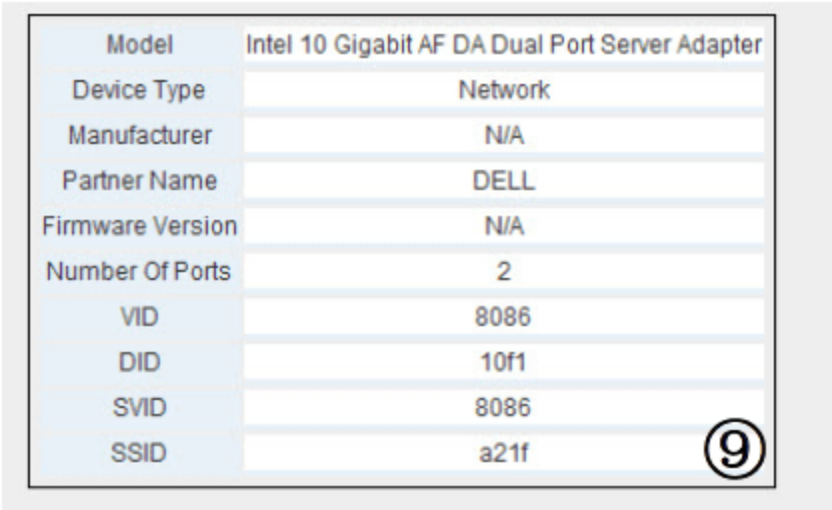 Model Intel 10 Gigabit AF DA Dual Port Server Adapter
Device Type Network
Manufacturer N/A
Partner Name DELL
Firmware Version N/A
Number Of Ports 2
VID 8086
DID 10f1
SVID 8086
SSID a21f
⑨